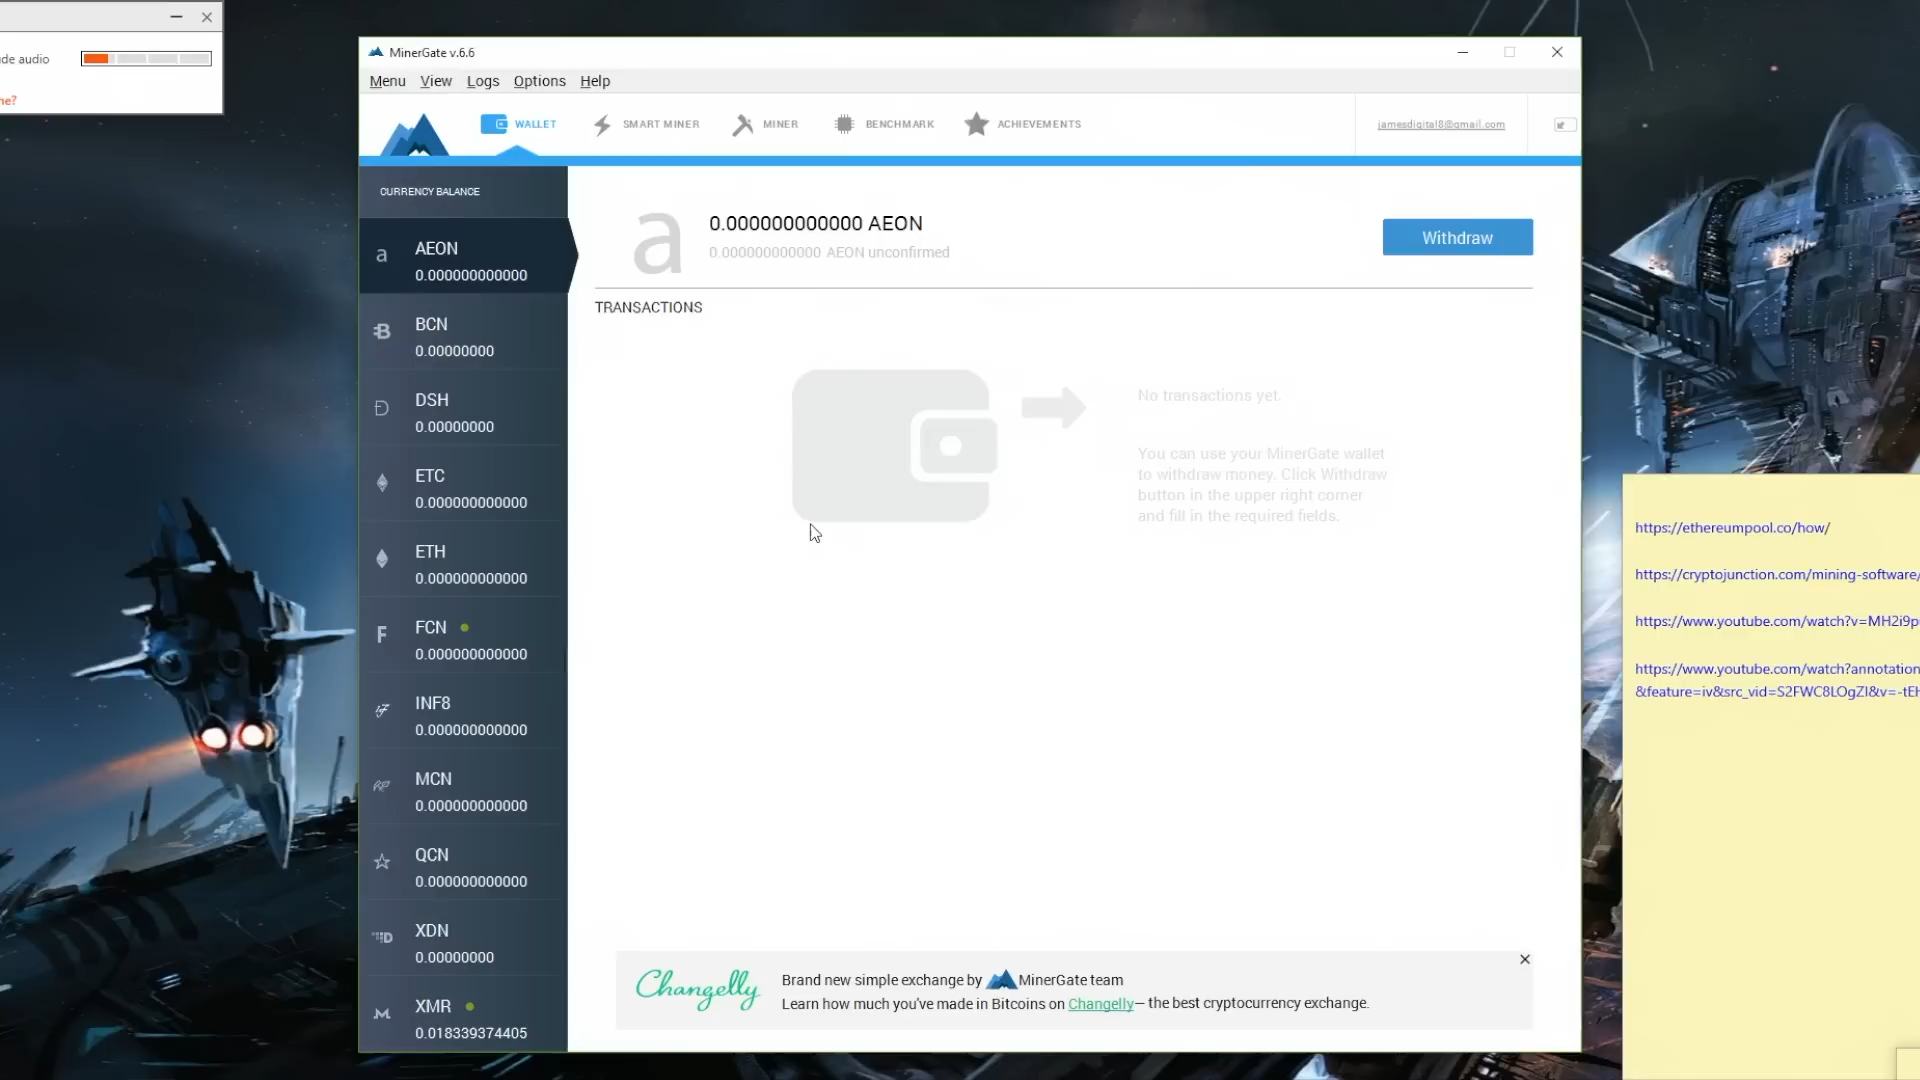 MinerGate v.6.6
Menu View Logs Options Help
WALLET SMART MINER MINER BENCHMARK ACHIEVEMENTS
jamesdigital8@gmail.com
CURRENCY BALANCE
AEON
0.000000000000
BCN
0.00000000
DSH
0.00000000
ETC
0.000000000000
ETH
0.000000000000
FCN
0.000000000000
INF8
0.000000000000
MCN
0.000000000000
QCN
0.000000000000
XDN
0.00000000
XMR
0.018339374405
0.000000000000 AEON
0.000000000000 AEON unconfirmed
Withdraw
TRANSACTIONS
No transactions yet.
You can use your MinerGate wallet
to withdraw money. Click Withdraw
button in the upper right corner
and fill in the required fields.
Changelly
Brand new simple exchange by MinerGate team
Learn how much you've made in Bitcoins on Changelly— the best cryptocurrency exchange.
audio
https://ethereumpool.co/how/
https://cryptojunction.com/mining-software/
https://www.youtube.com/watch?v=MH2i9p
https://www.youtube.com/watch?annotation
&feature=iv&src_vid=S2FWC8LOgZI&v=-tEH